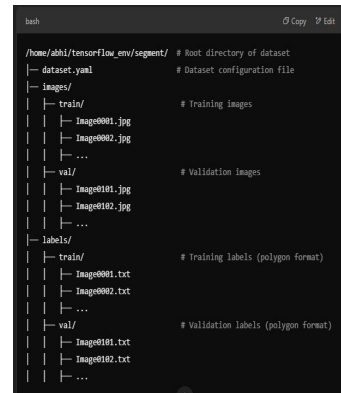 bash Copy Edit
/home/abhi/tensorflow_env/segment/ # Root directory of dataset
|— dataset.yaml # Dataset configuration file
|— images/
| ├— train/ # Training images
| | ├— Image0001.jpg
| | ├— Image0002.jpg
| | ├— ...
| ├— val/ # Validation images
| | ├— Image0101.jpg
| | ├— Image0102.jpg
| | ├— ...
|— labels/
| ├— train/ # Training labels (polygon format)
| | ├— Image0001.txt
| | ├— Image0002.txt
| | ├— ...
| ├— val/ # Validation labels (polygon format)
| | ├— Image0101.txt
| | ├— Image0102.txt
| | ├— ...